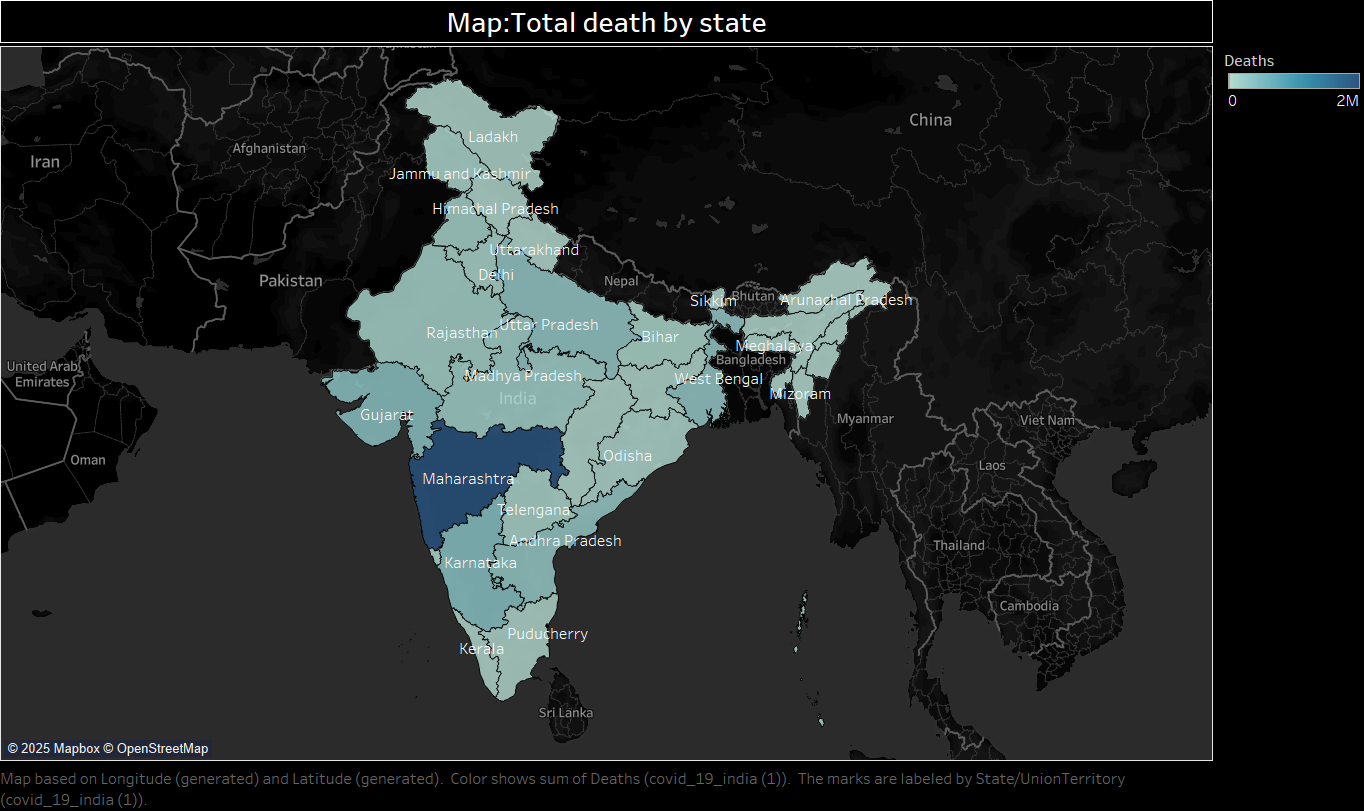 Map:Total death by state
Deaths
0 2M
China
Ladakh
Afghanistan
Iran
Jammu and Kashmir
Himachal Pradesh
Uttarakhand
Delhi
Pakistan
Nepal
Sikkim
Bhutan
Arunachal Pradesh
Uttar Pradesh
Rajasthan
Bihar
Meghalaya
Bangladesh
United Arab
Emirates
Madhya Pradesh
West Bengal
India
Mizoram
Gujarat
Myanmar
Viet Nam
Oman
Odisha
Laos
Maharashtra
Telengana
Andhra Pradesh
Thailand
Karnataka
Cambodia
Puducherry
Kerala
Sri Lanka
© 2025 Mapbox © OpenStreetMap
Map based on Longitude (generated) and Latitude (generated).  Color shows sum of Deaths (covid_19_india (1)).  The marks are labeled by State/UnionTerritory
(covid_19_india (1)).